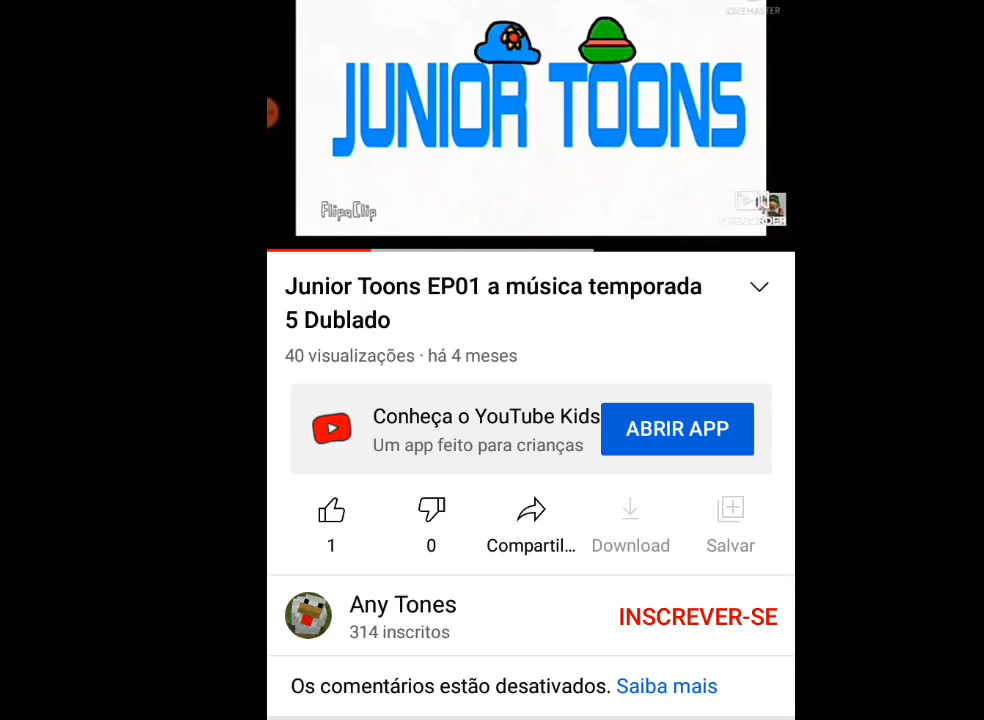 KINEMASTER
JUNIOR TOONS
FlipaClip
Junior Toons EP01 a música temporada
5 Dublado
40 visualizações · há 4 meses
Conheça o YouTube Kids
Um app feito para crianças
ABRIR APP
1
0
Compartil...
Download
Salvar
Any Tones
314 inscritos
INSCREVER-SE
Os comentários estão desativados. Saiba mais